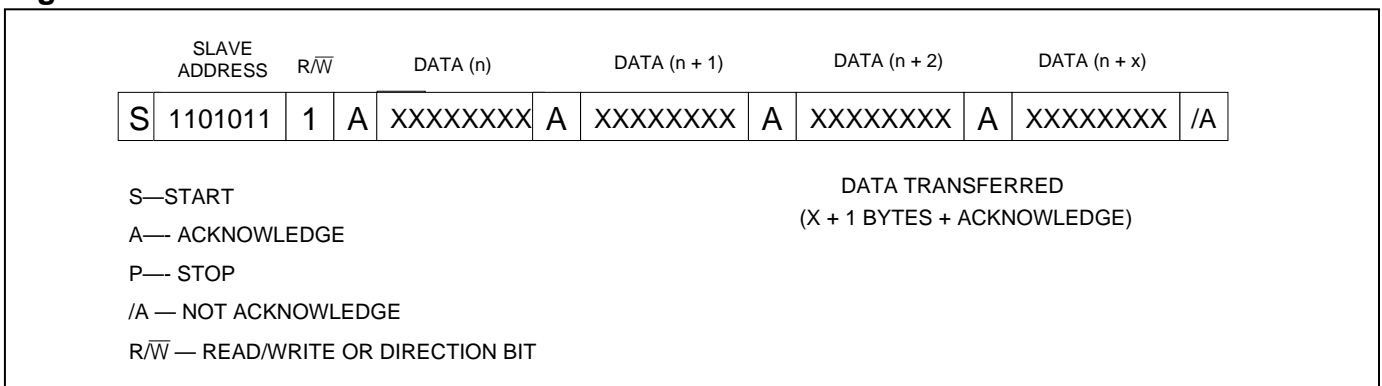 SLAVE
ADDRESS R/W̅ DATA (n) DATA (n + 1) DATA (n + 2) DATA (n + x)
S 1101011 1 A XXXXXXXX A XXXXXXXX A XXXXXXXX A XXXXXXXX /A
S—START
A—- ACKNOWLEDGE
P—- STOP
/A — NOT ACKNOWLEDGE
R/W̅ — READ/WRITE OR DIRECTION BIT
DATA TRANSFERRED
(X + 1 BYTES + ACKNOWLEDGE)